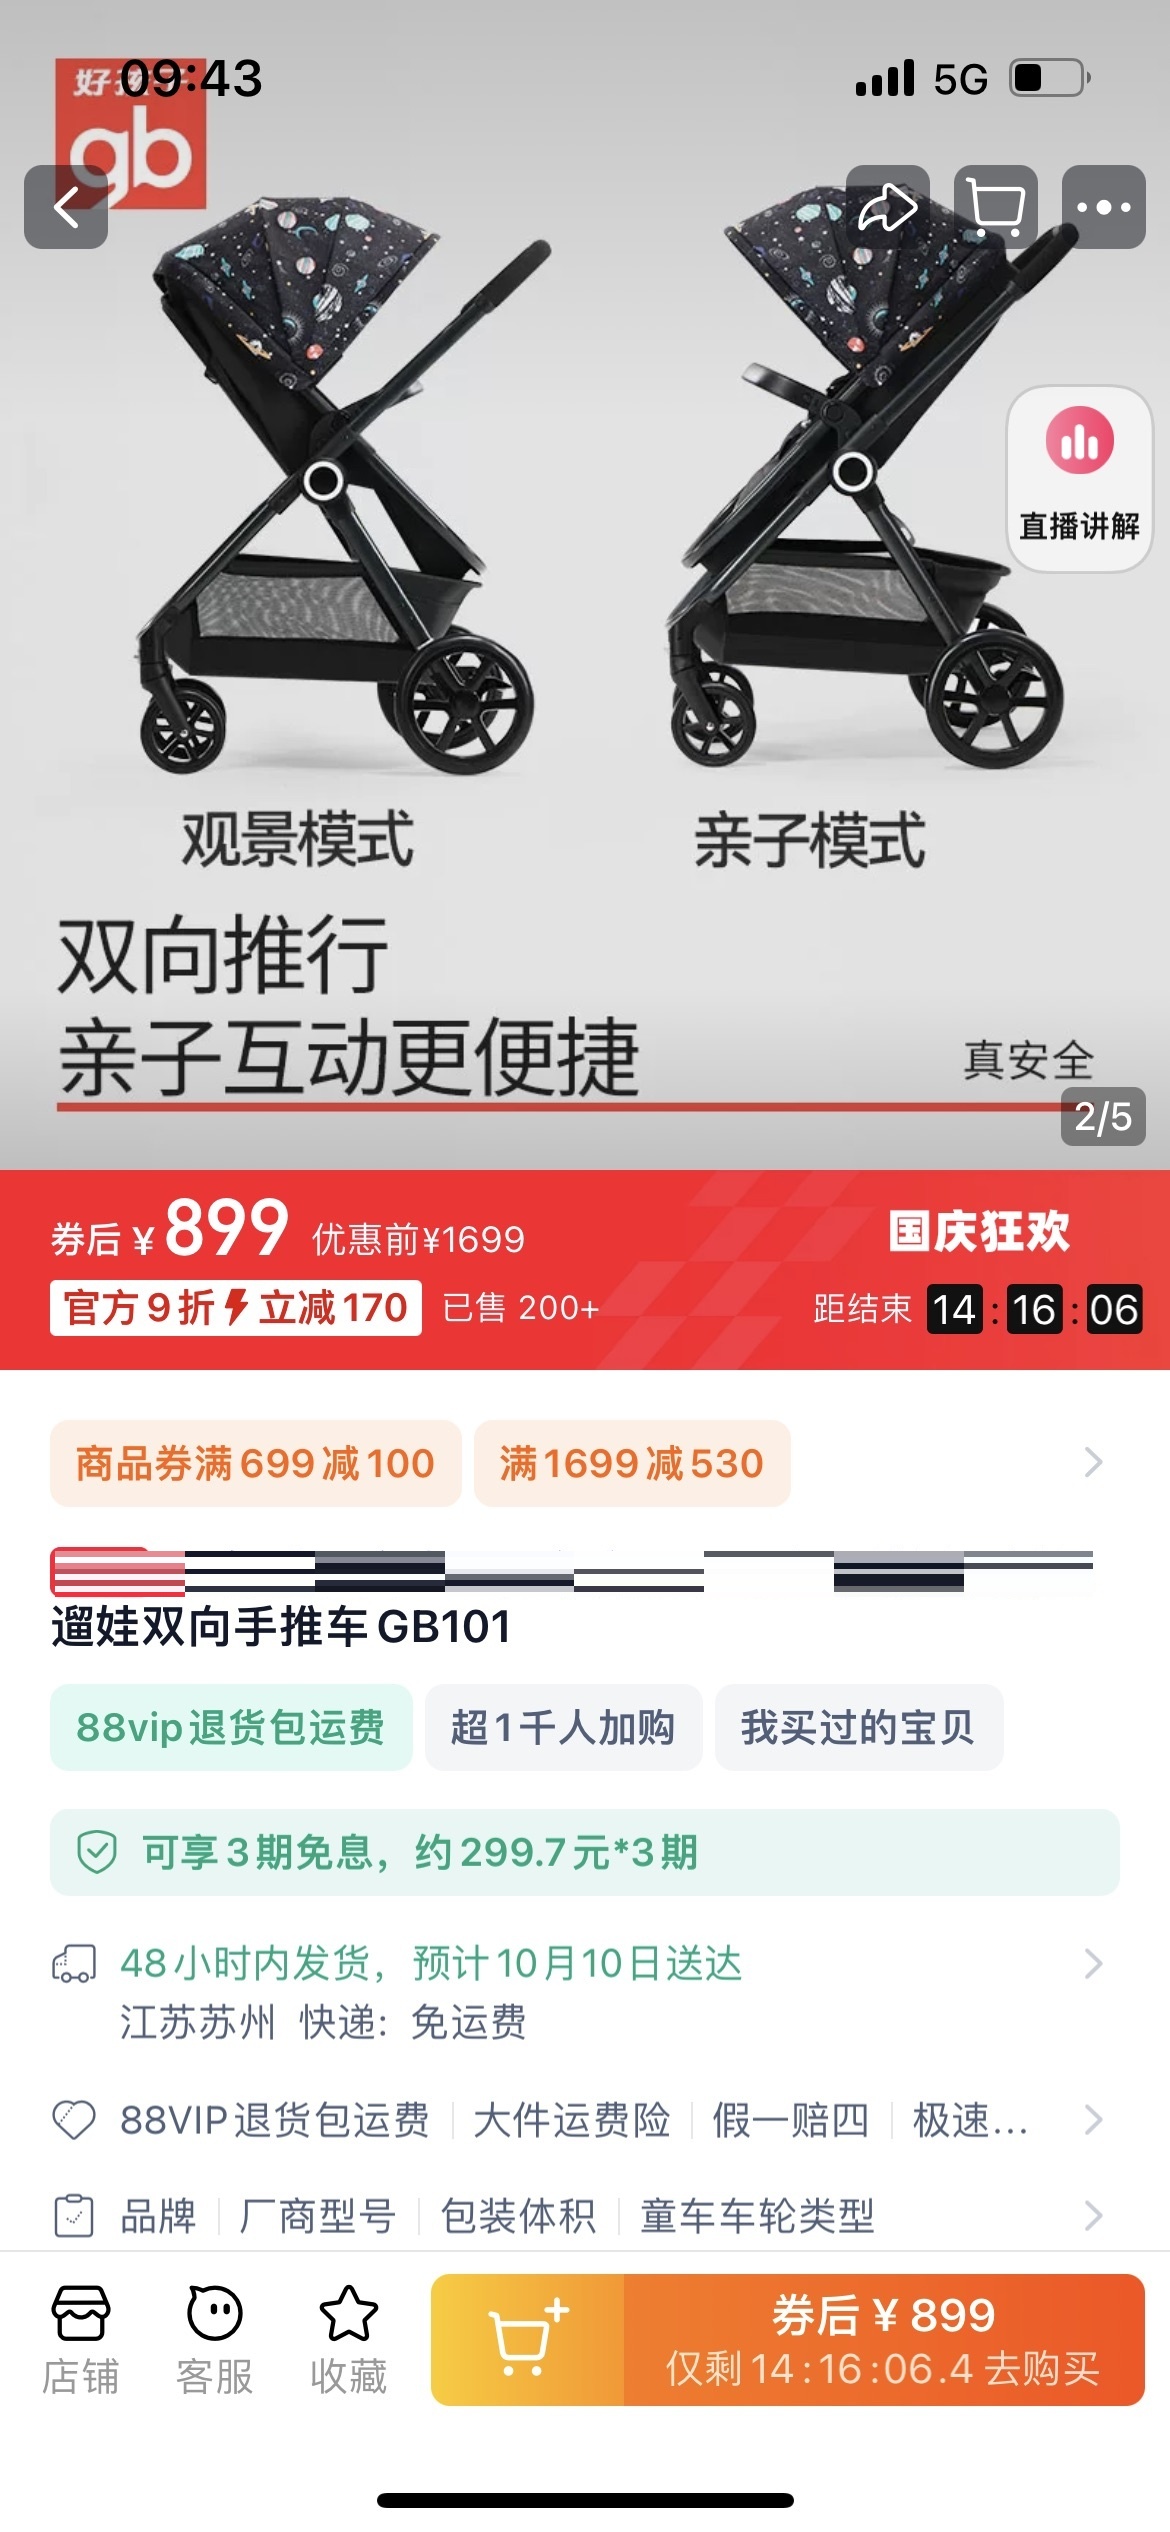 09:43
5G
好孩子
gb
直播讲解
观景模式
亲子模式
双向推行
亲子互动更便捷
真安全
2/5
券后 ¥899 优惠前¥1699
国庆狂欢
官方9折 立减170 已售 200+
距结束 14:16:06
商品券满699减100 满1699减530
遛娃双向手推车GB101
88vip退货包运费 超1千人加购 我买过的宝贝
可享3期免息，约299.7元*3期
48小时内发货，预计10月10日送达
江苏苏州 快递：免运费
88VIP退货包运费 大件运费险 假一赔四 极速...
品牌 厂商型号 包装体积 童车车轮类型
店铺
客服
收藏
券后 ¥ 899
仅剩14:16:06.4去购买